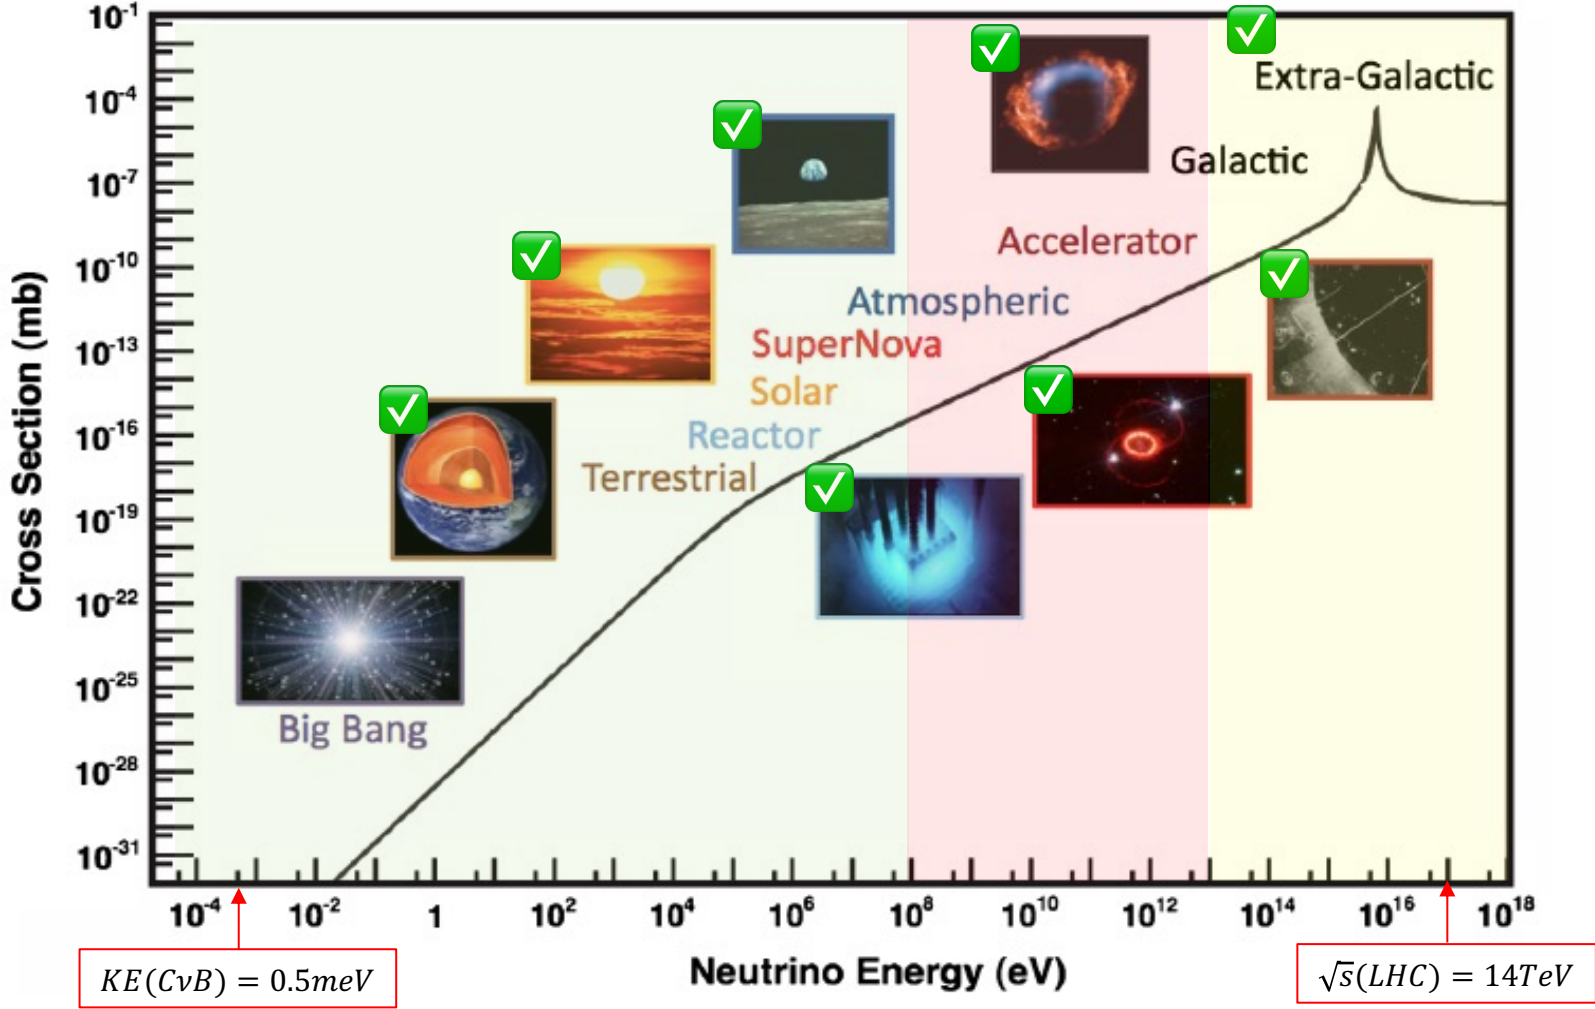 10⁻¹
10⁻⁴
10⁻⁷
10⁻¹⁰
10⁻¹³
10⁻¹⁶
10⁻¹⁹
10⁻²²
10⁻²⁵
10⁻²⁸
10⁻³¹
Cross Section (mb)
Extra-Galactic
Galactic
Accelerator
Atmospheric
SuperNova
Solar
Reactor
Terrestrial
Big Bang
10⁻⁴ 10⁻² 1 10² 10⁴ 10⁶ 10⁸ 10¹⁰ 10¹² 10¹⁴ 10¹⁶ 10¹⁸
Neutrino Energy (eV)
KE(CνB) = 0.5meV
√s(LHC) = 14TeV